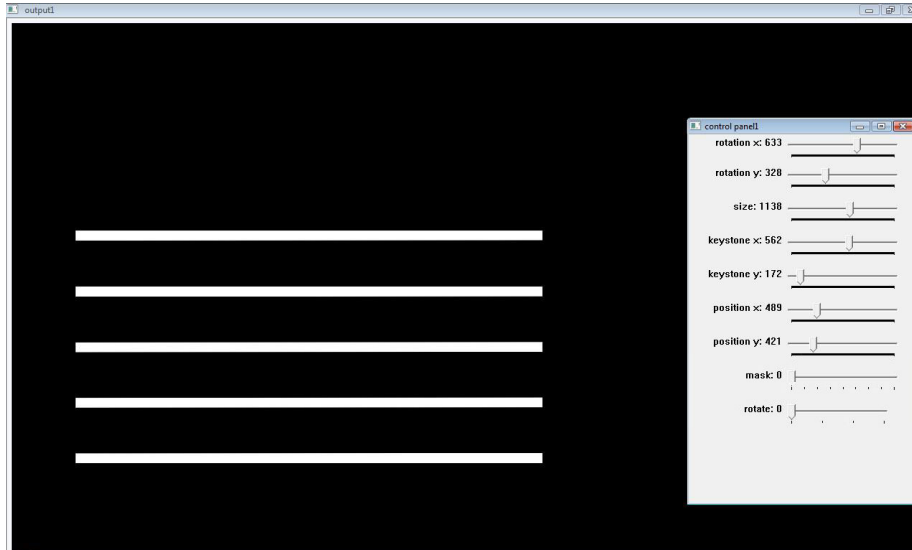 output1
control panel1
rotation x: 633
rotation y: 328
size: 1138
keystone x: 562
keystone y: 172
position x: 489
position y: 421
mask: 0
rotate: 0